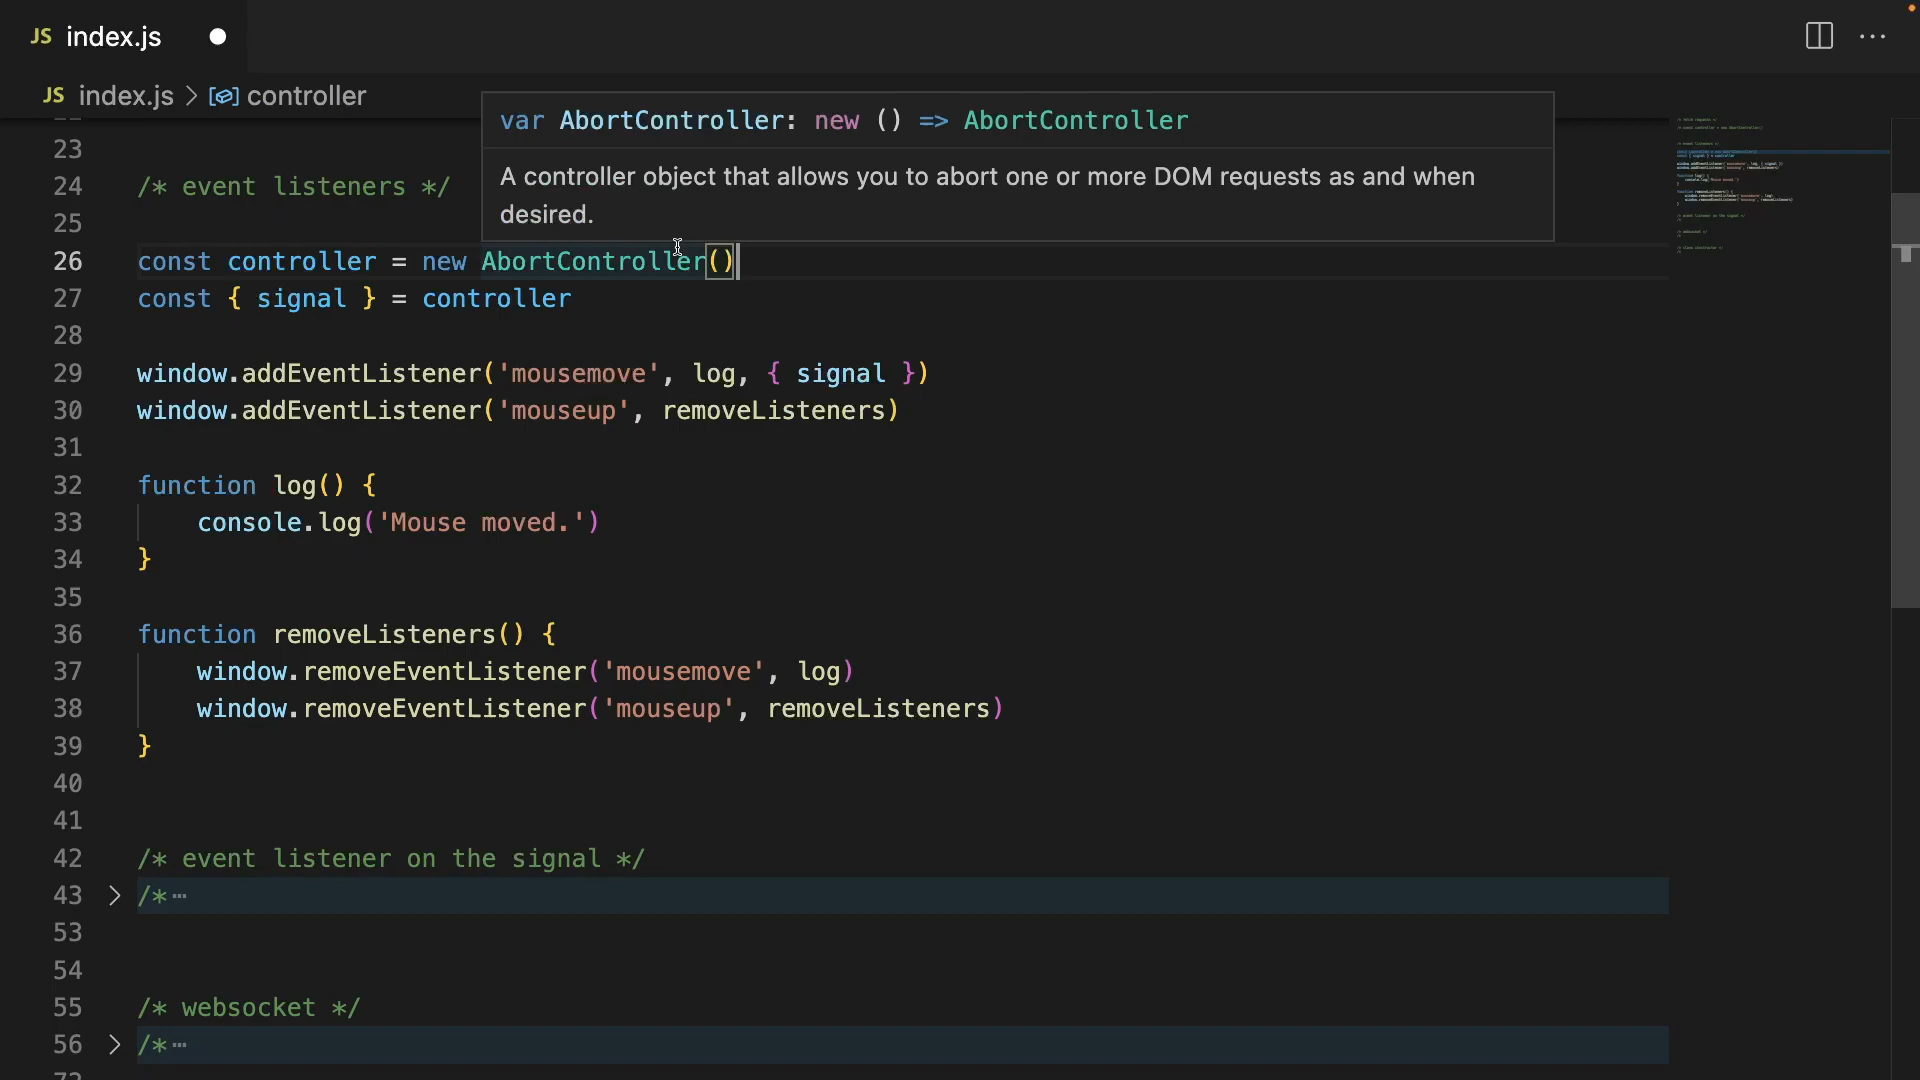 JS index.js
JS index.js > controller
var AbortController: new () => AbortController
A controller object that allows you to abort one or more DOM requests as and when
desired.
23
24 /* event listeners */
25
26 const controller = new AbortController()
27 const { signal } = controller
28
29 window.addEventListener('mousemove', log, { signal })
30 window.addEventListener('mouseup', removeListeners)
31
32 function log() {
33 console.log('Mouse moved.')
34 }
35
36 function removeListeners() {
37 window.removeEventListener('mousemove', log)
38 window.removeEventListener('mouseup', removeListeners)
39 }
40
41
42 /* event listener on the signal */
43 /*…
53
54
55 /* websocket */
56 /*…